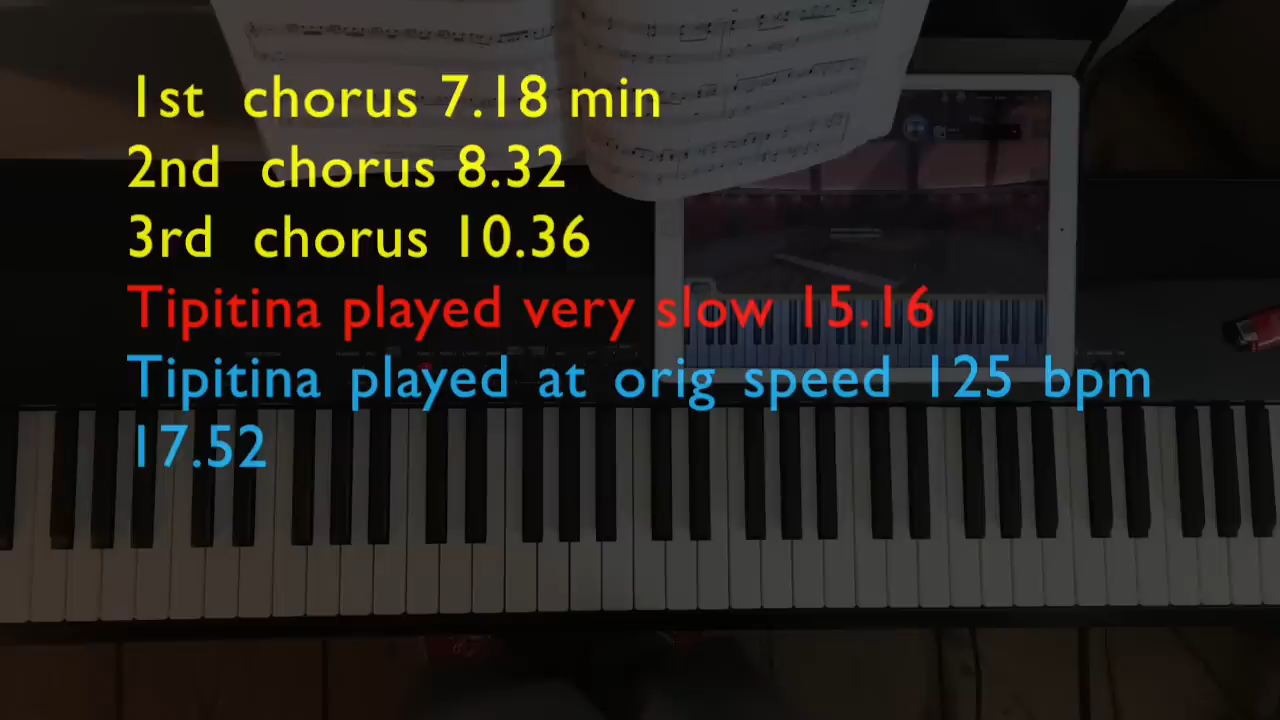 1st chorus 7.18 min
2nd chorus 8.32
3rd chorus 10.36
Tipitina played very slow 15.16
Tipitina played at orig speed 125 bpm
17.52